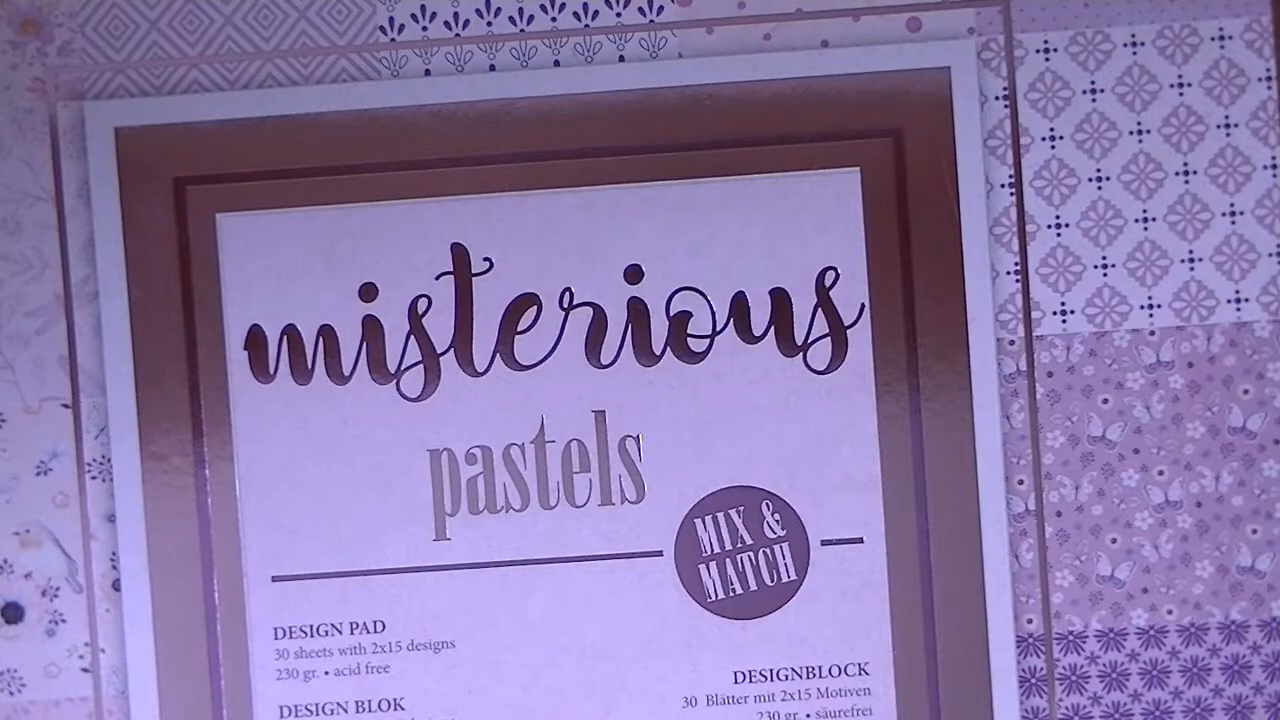 misterious
pastels
MIX &
MATCH
DESIGN PAD
30 sheets with 2x15 designs
230 gr. • acid free
DESIGN BLOK
DESIGNBLOCK
30 Blätter mit 2x15 Motiven
230 gr. • säurefrei